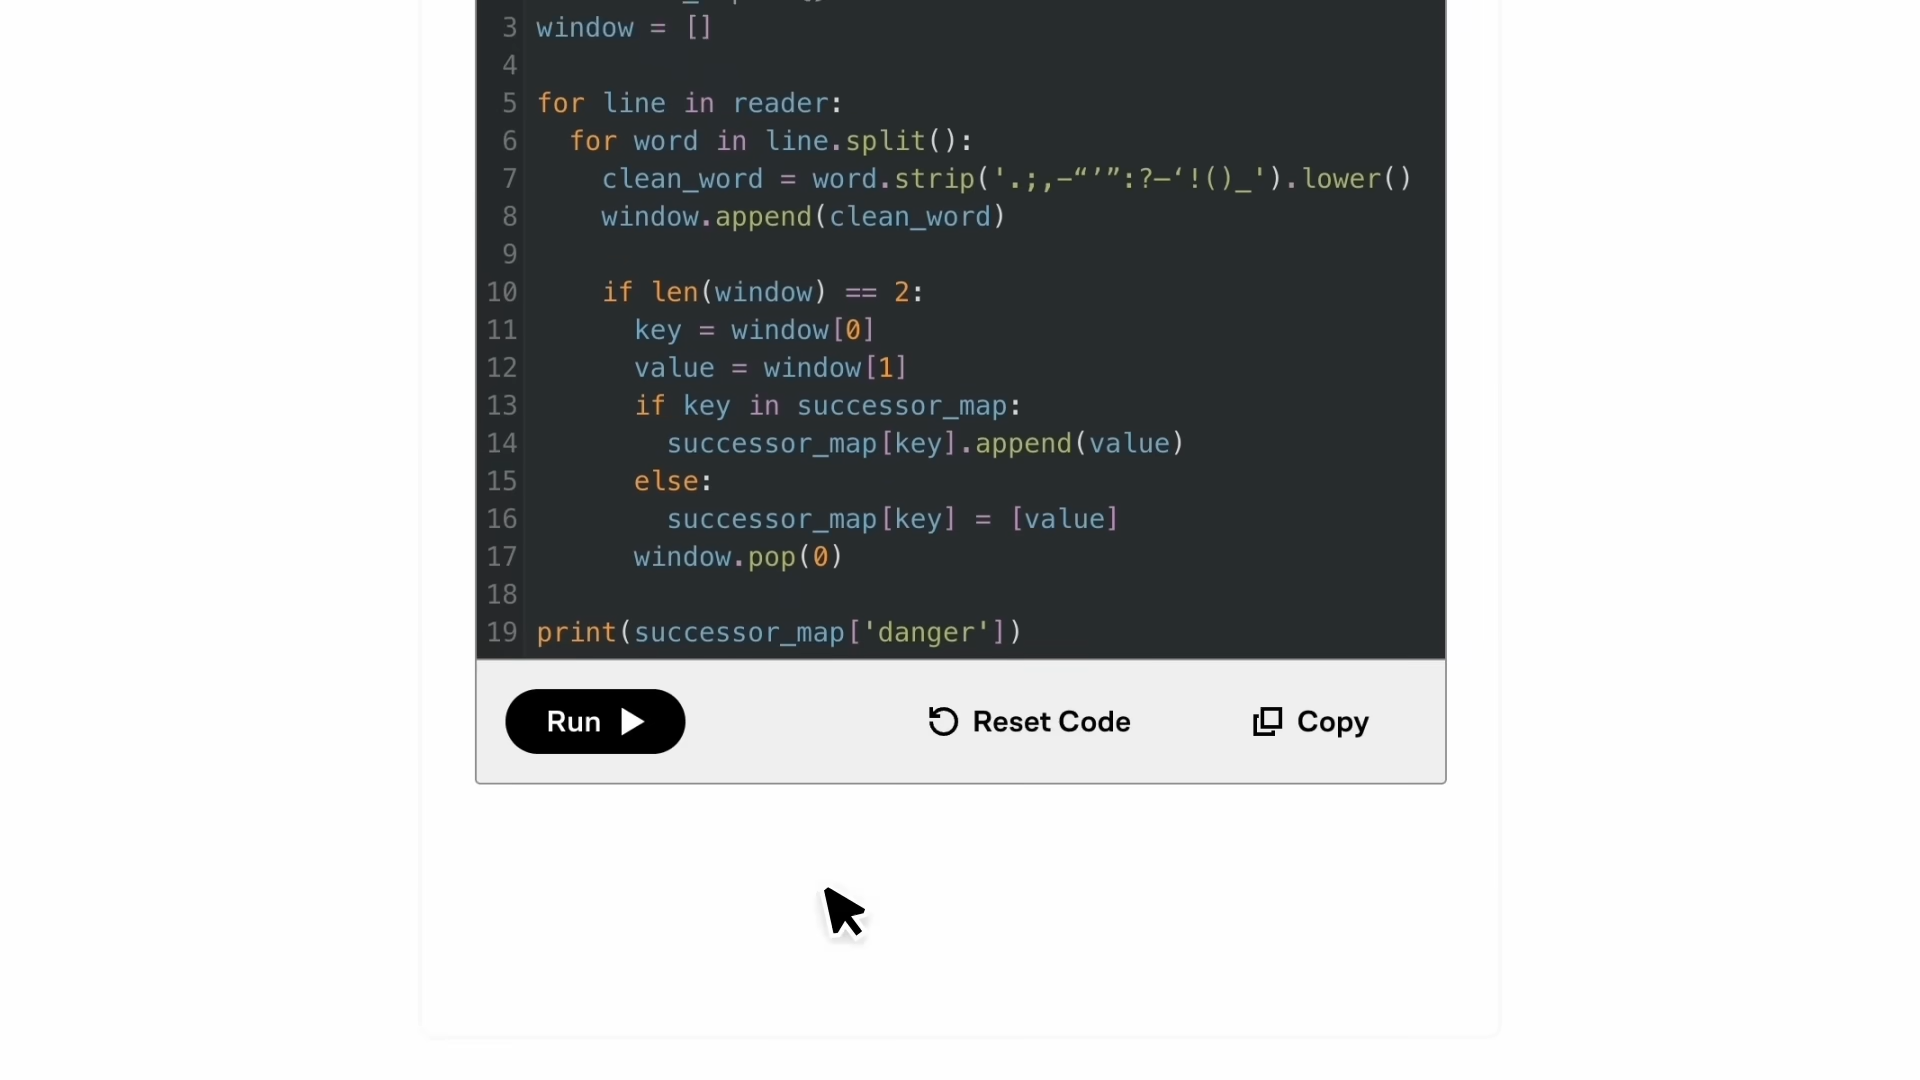 3 window = []
4
5 for line in reader:
6 for word in line.split():
7 clean_word = word.strip('.;,—“’”:?—‘!()_').lower()
8 window.append(clean_word)
9
10 if len(window) == 2:
11 key = window[0]
12 value = window[1]
13 if key in successor_map:
14 successor_map[key].append(value)
15 else:
16 successor_map[key] = [value]
17 window.pop(0)
18
19 print(successor_map['danger'])
Run Reset Code Copy